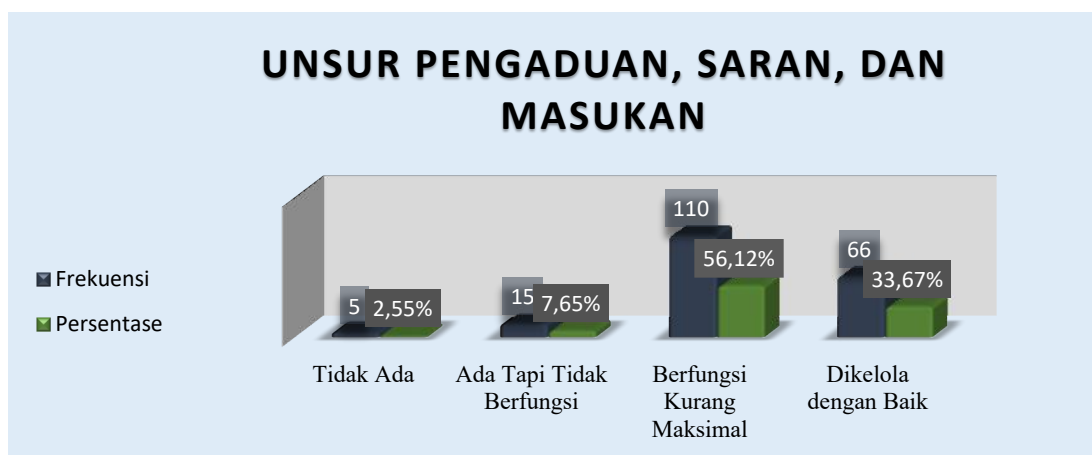 UNSUR PENGADUAN, SARAN, DAN
MASUKAN
Frekuensi
Persentase
5
2,55%
15
7,65%
110
56,12%
66
33,67%
Tidak Ada
Ada Tapi Tidak
Berfungsi
Berfungsi
Kurang
Maksimal
Dikelola
dengan Baik